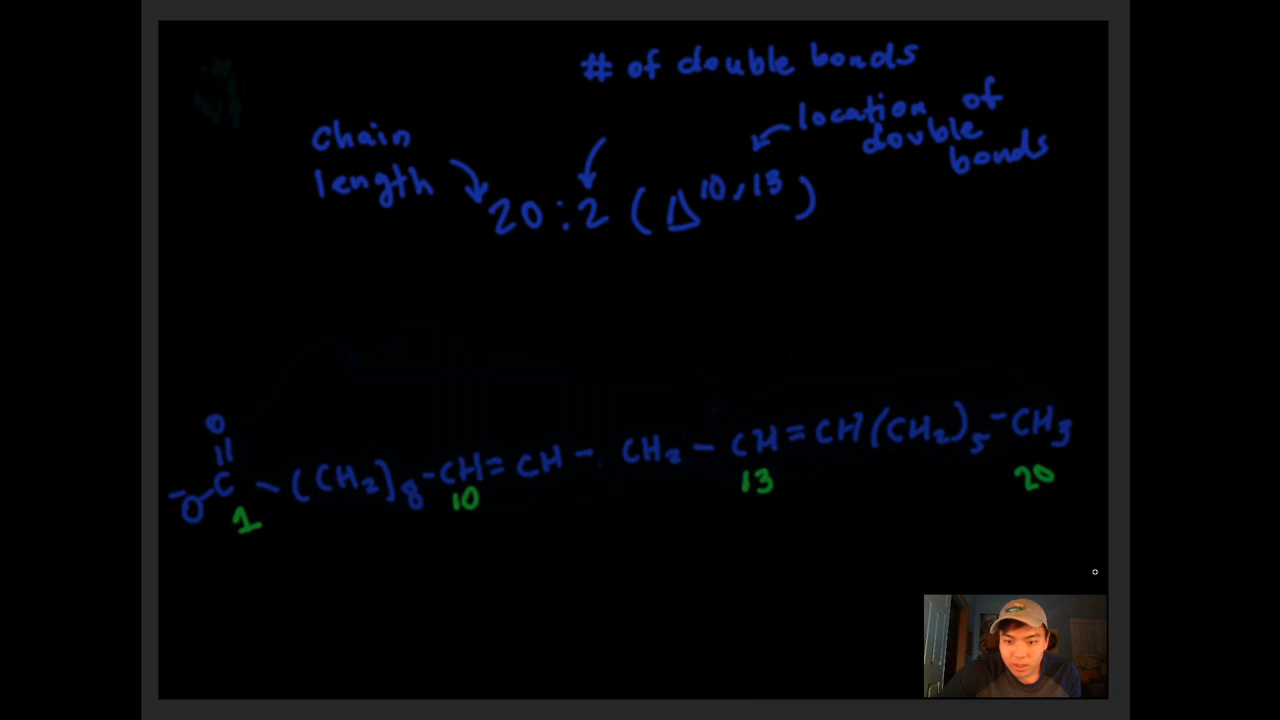 # of double bonds
chain
length
location of
double
bonds
20:2 (Δ^10,13)
O
||
⁻O-C-(CH₂)₈-CH=CH-CH₂-CH=CH(CH₂)₅-CH₃
1 10 13 20